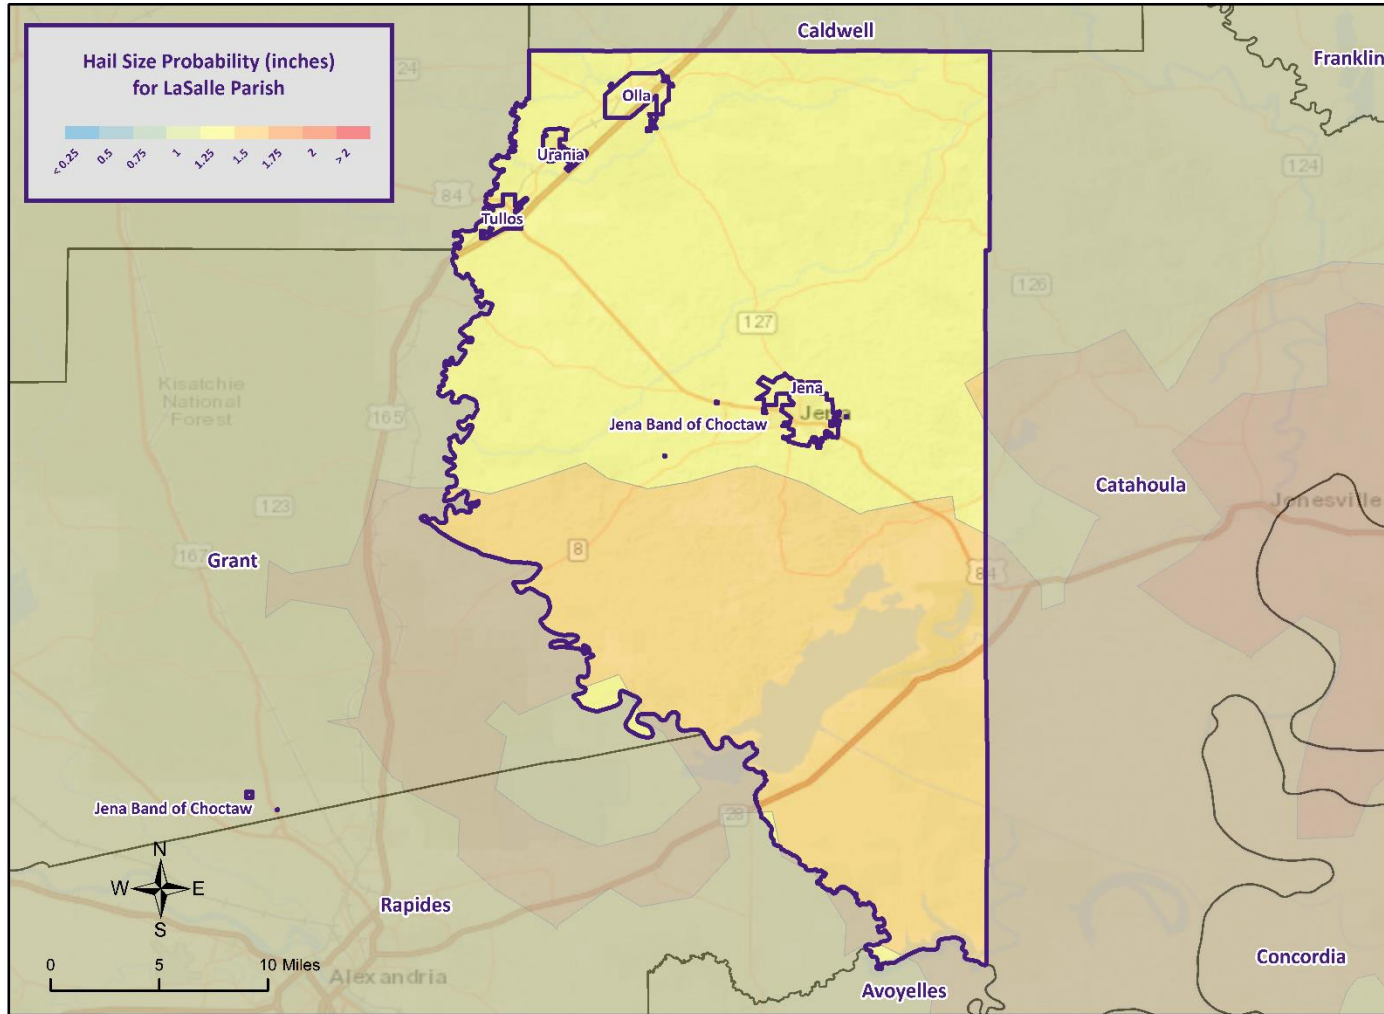 Caldwell
Franklin
Hail Size Probability (inches)
for LaSalle Parish
<0.25
0.5
0.75
1
1.25
1.5
1.75
2
>2
24
Olla
Urania
124
84
Tullos
126
127
Kisatchie
National
Forest
165
Jena
Jena
Jena Band of Choctaw
Catahoula
Jonesville
123
167
Grant
8
84
Jena Band of Choctaw
28
N
W
E
S
Rapides
0
5
10 Miles
Alexandria
Avoyelles
Concordia